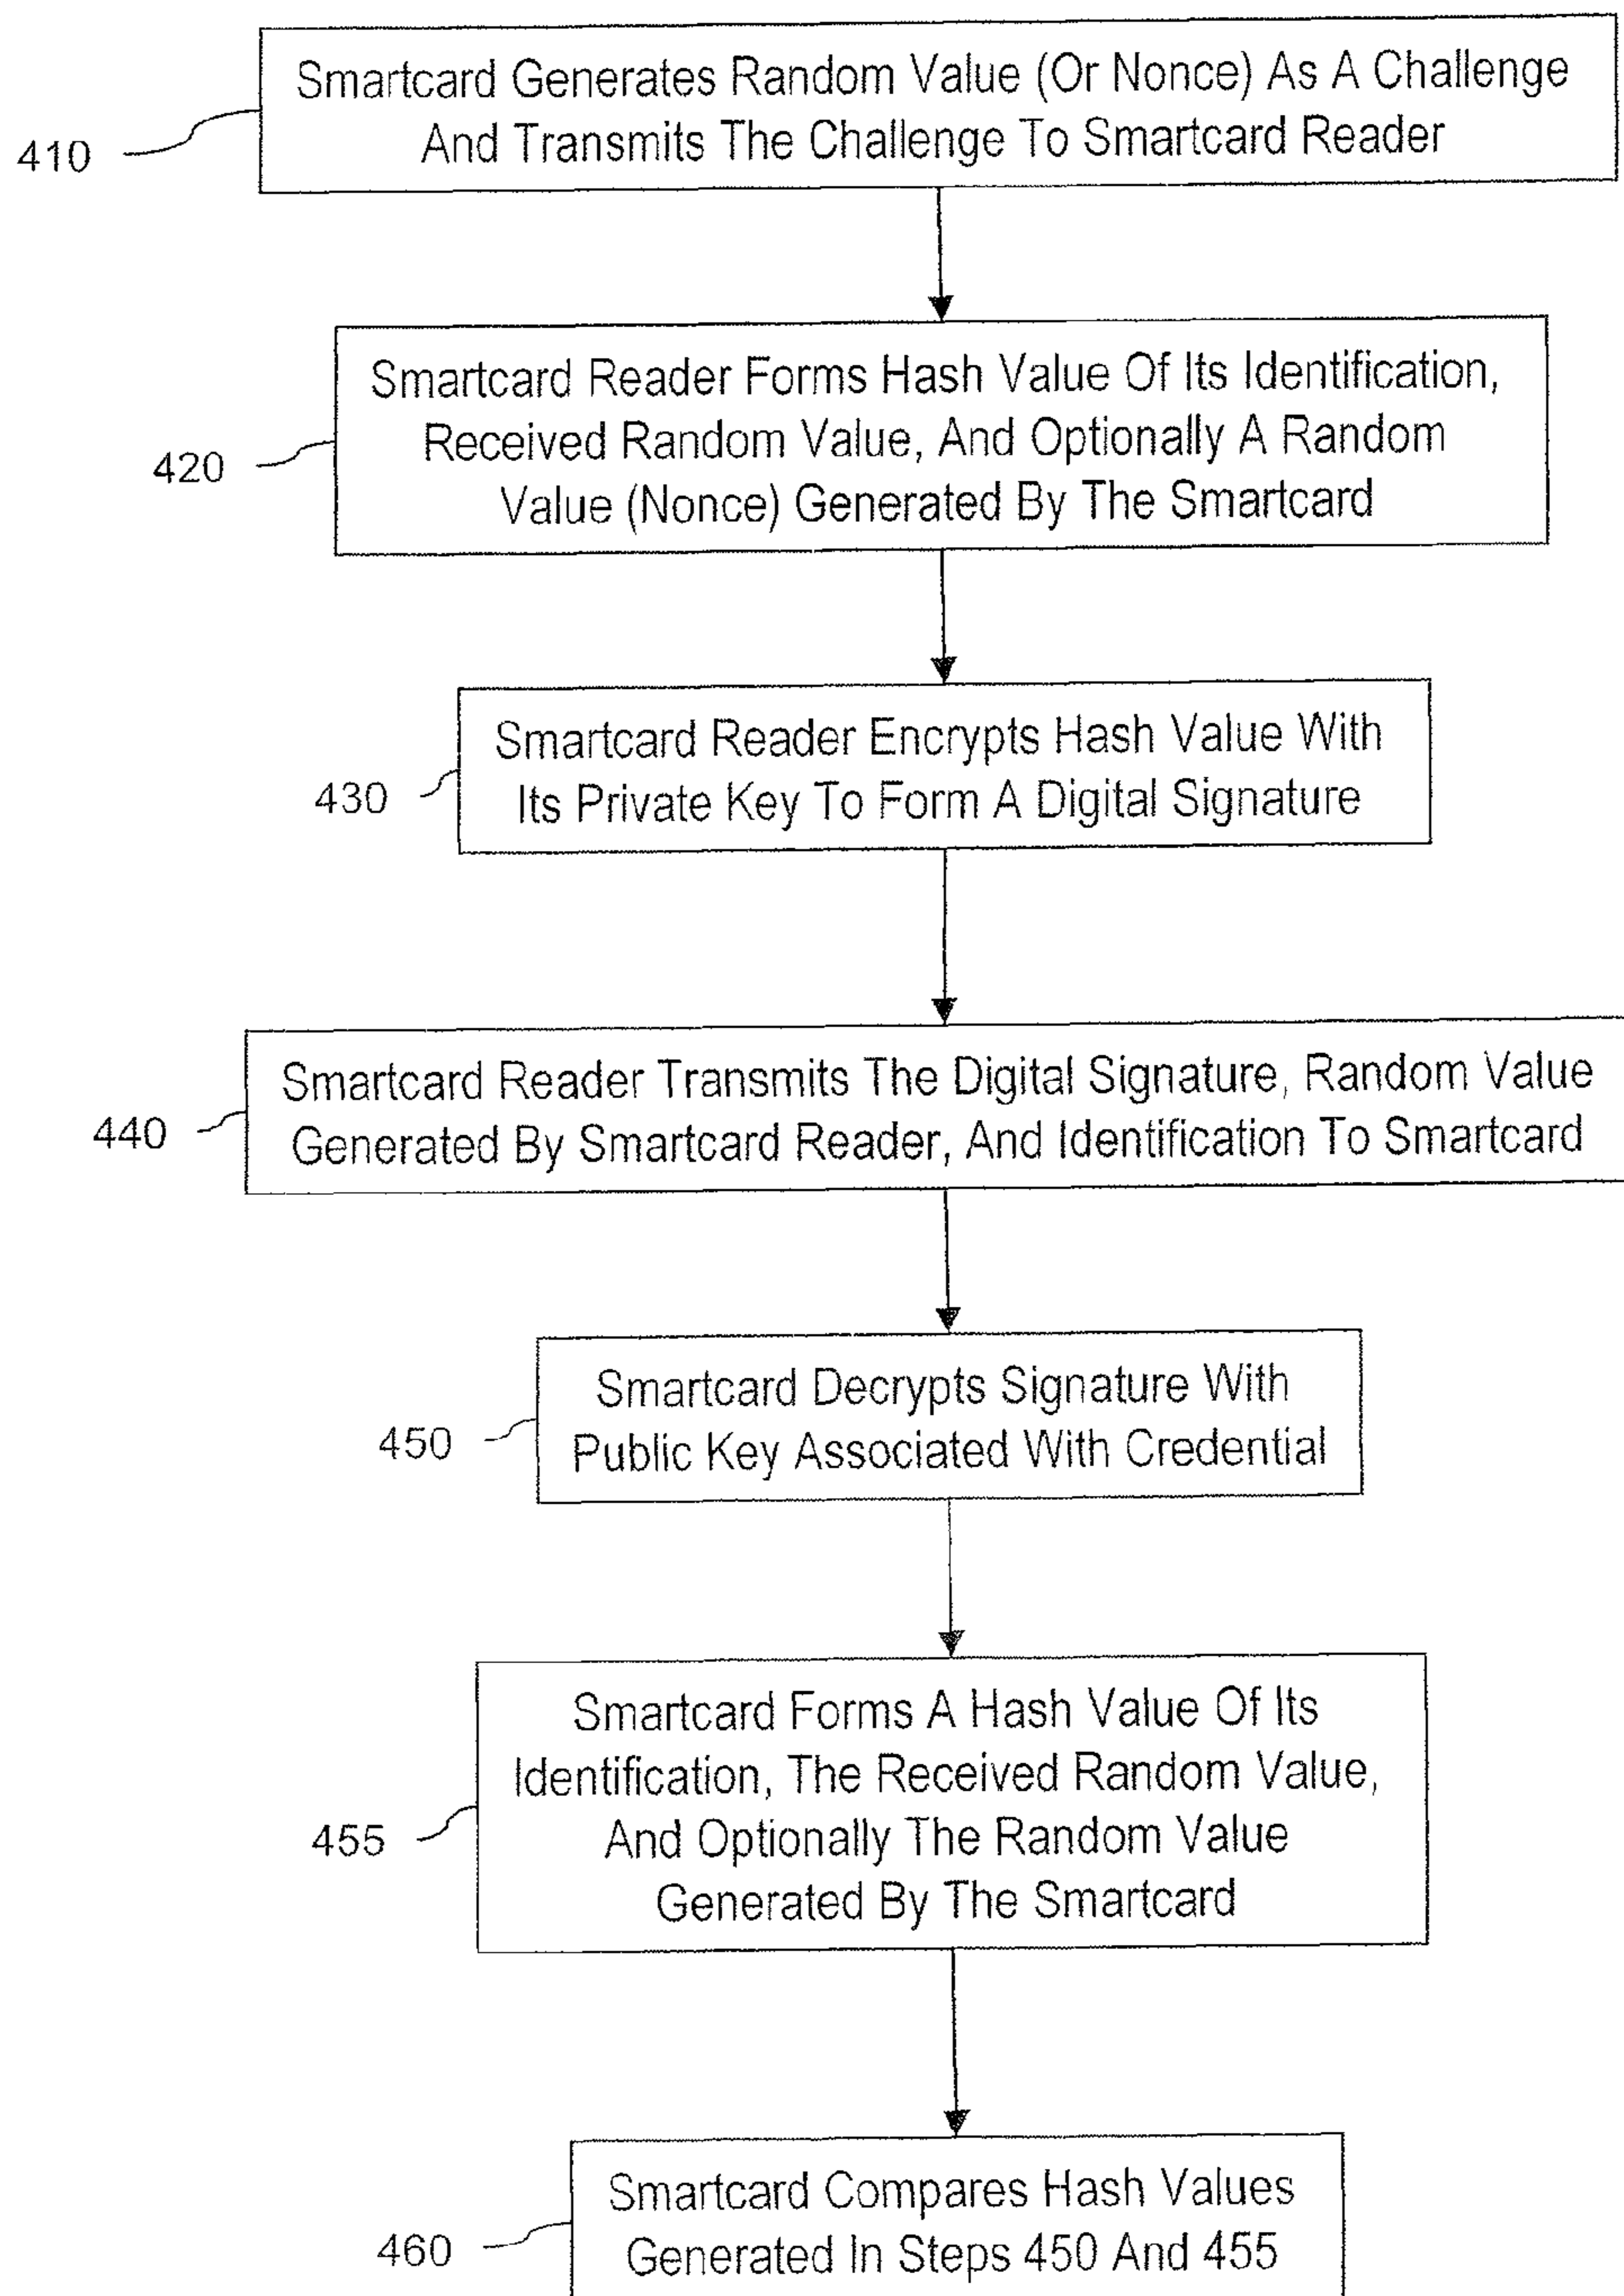 Smartcard Generates Random Value (Or Nonce) As A Challenge
And Transmits The Challenge To Smartcard Reader
410
Smartcard Reader Forms Hash Value Of Its Identification,
Received Random Value, And Optionally A Random
Value (Nonce) Generated By The Smartcard
420
Smartcard Reader Encrypts Hash Value With
Its Private Key To Form A Digital Signature
430
Smartcard Reader Transmits The Digital Signature, Random Value
Generated By Smartcard Reader, And Identification To Smartcard
440
Smartcard Decrypts Signature With
Public Key Associated With Credential
450
Smartcard Forms A Hash Value Of Its
Identification, The Received Random Value,
And Optionally The Random Value
Generated By The Smartcard
455
Smartcard Compares Hash Values
Generated In Steps 450 And 455
460